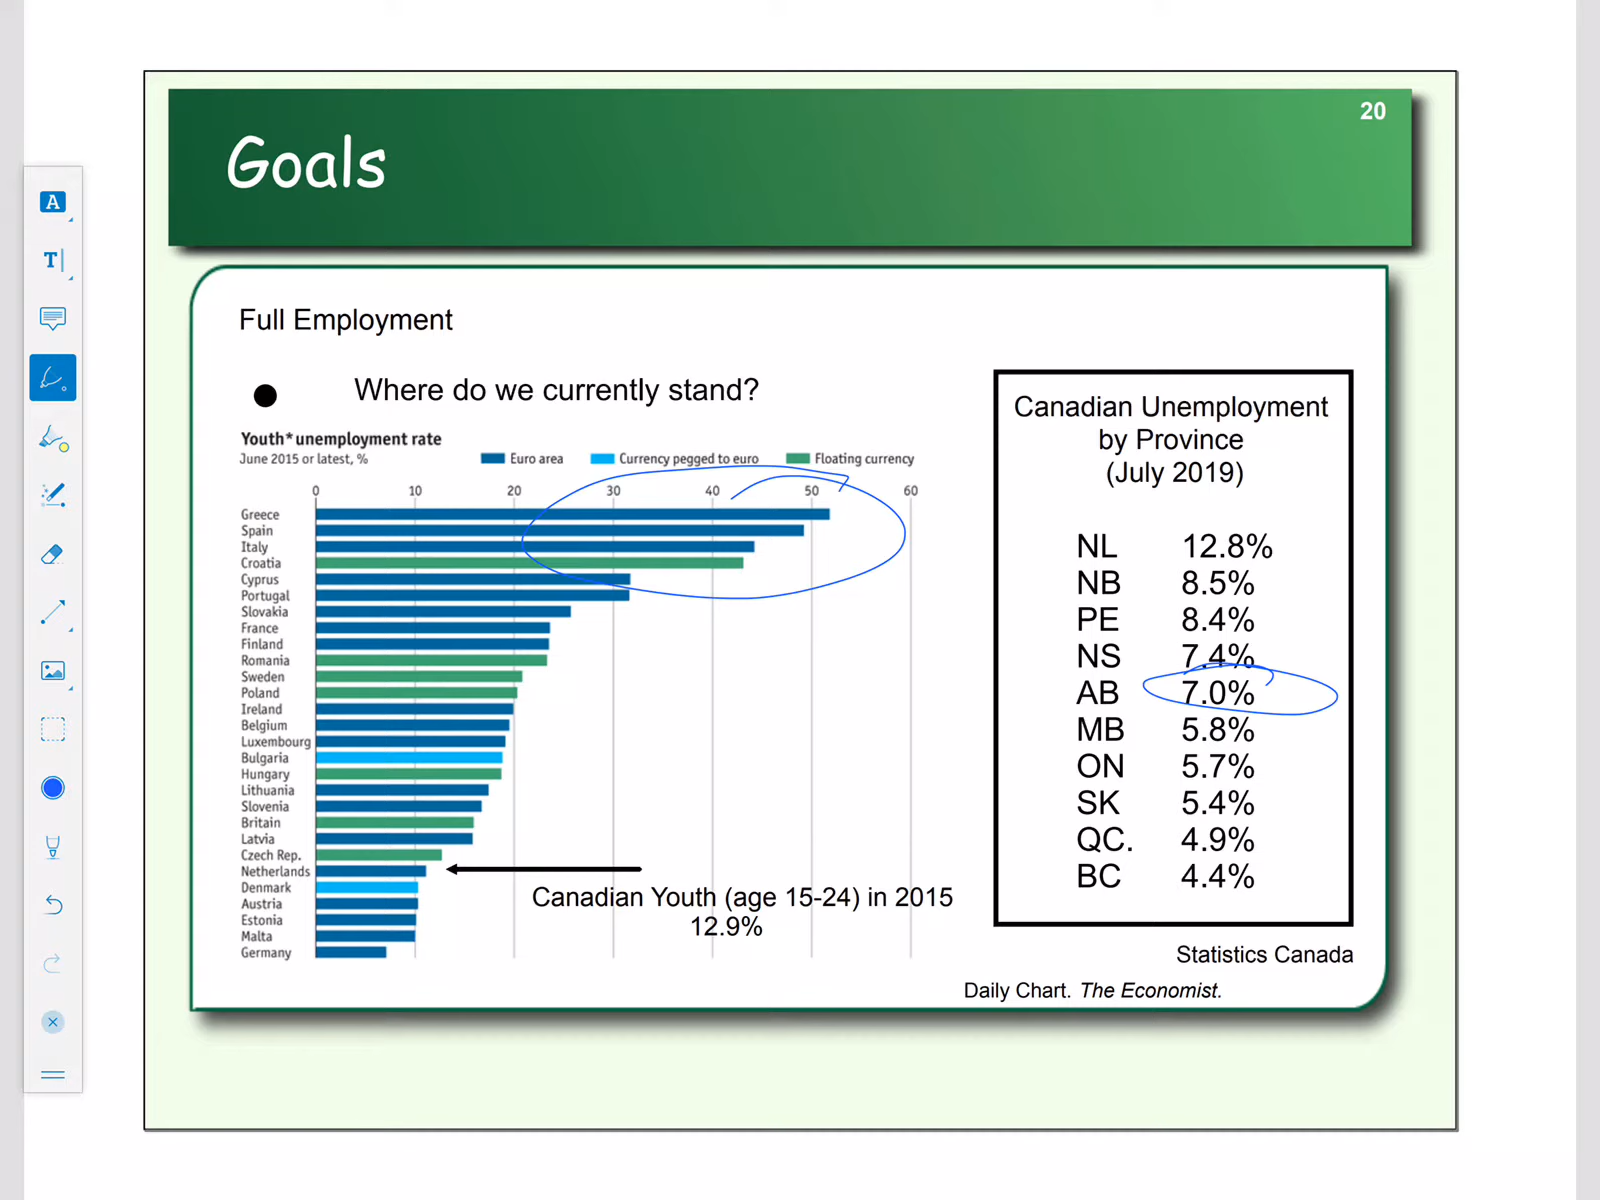 20
Goals
Full Employment
Where do we currently stand?
Youth* unemployment rate
June 2015 or latest, %
Euro area
Currency pegged to euro
Floating currency
0 10 20 30 40 50 60
Greece
Spain
Italy
Croatia
Cyprus
Portugal
Slovakia
France
Finland
Romania
Sweden
Poland
Ireland
Belgium
Luxembourg
Bulgaria
Hungary
Lithuania
Slovenia
Britain
Latvia
Czech Rep.
Netherlands
Denmark
Austria
Estonia
Malta
Germany
Canadian Youth (age 15-24) in 2015
12.9%
Canadian Unemployment
by Province
(July 2019)
NL 12.8%
NB 8.5%
PE 8.4%
NS 7.4%
AB 7.0%
MB 5.8%
ON 5.7%
SK 5.4%
QC. 4.9%
BC 4.4%
Statistics Canada
Daily Chart. The Economist.
A
T